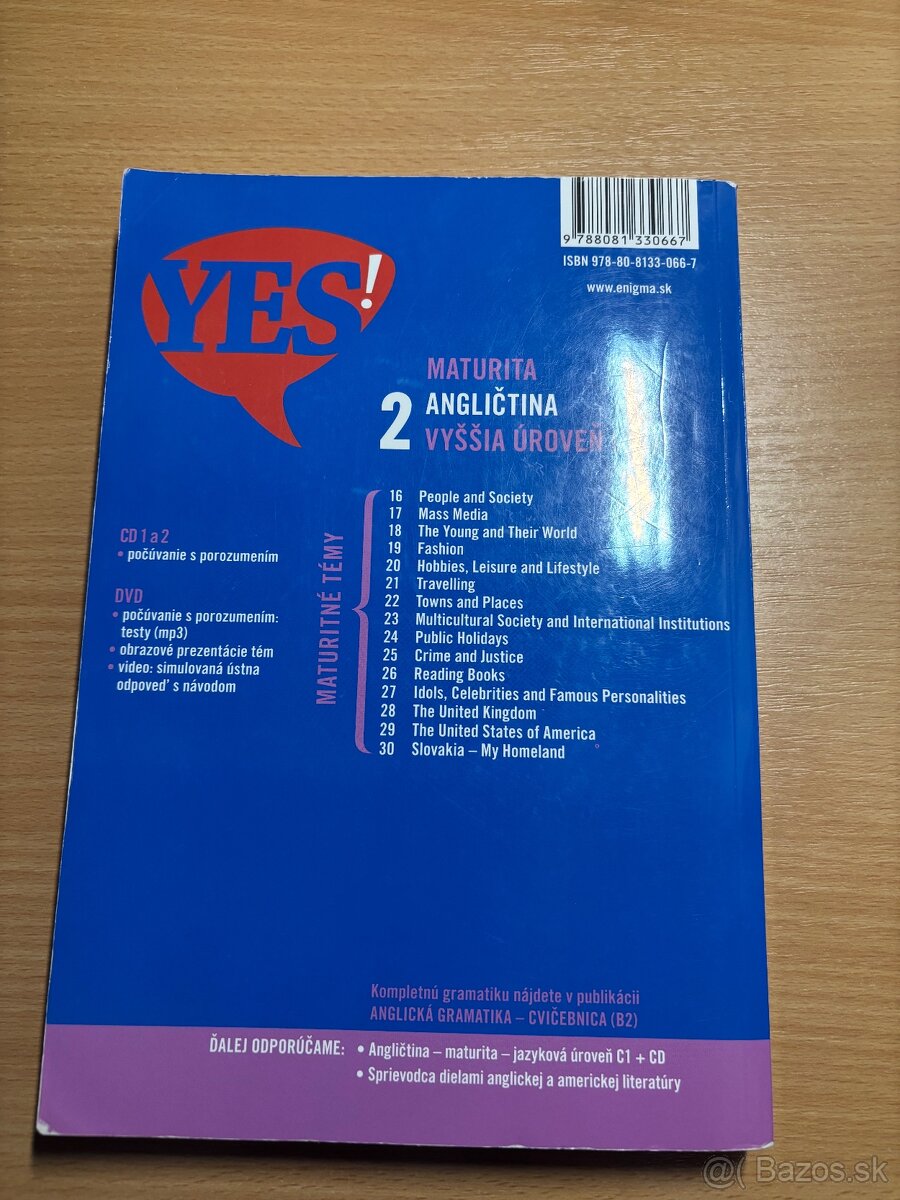 9 788081 330667
ISBN 978-80-8133-066-7
www.enigma.sk
YES!
MATURITA
2 ANGLIČTINA
VYŠŠIA ÚROVEŇ
CD 1 a 2
• počúvanie s porozumením
DVD
• počúvanie s porozumením:
testy (mp3)
• obrazové prezentácie tém
• video: simulovaná ústna
odpoveď s návodom
MATURITNÉ TÉMY
16 People and Society
17 Mass Media
18 The Young and Their World
19 Fashion
20 Hobbies, Leisure and Lifestyle
21 Travelling
22 Towns and Places
23 Multicultural Society and International Institutions
24 Public Holidays
25 Crime and Justice
26 Reading Books
27 Idols, Celebrities and Famous Personalities
28 The United Kingdom
29 The United States of America
30 Slovakia – My Homeland
Kompletnú gramatiku nájdete v publikácii
ANGLICKÁ GRAMATIKA – CVIČEBNICA (B2)
ĎALEJ ODPORÚČAME: • Angličtina – maturita – jazyková úroveň C1 + CD
• Sprievodca dielami anglickej a americkej literatúry
@( Bazos.sk